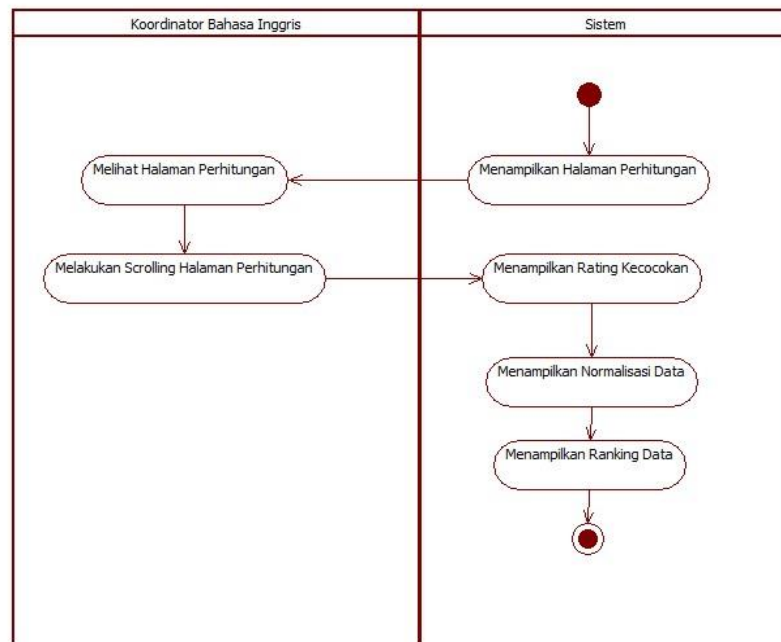 Koordinator Bahasa Inggris
Sistem
Menampilkan Halaman Perhitungan
Melihat Halaman Perhitungan
Melakukan Scrolling Halaman Perhitungan
Menampilkan Rating Kecocokan
Menampilkan Normalisasi Data
Menampilkan Ranking Data